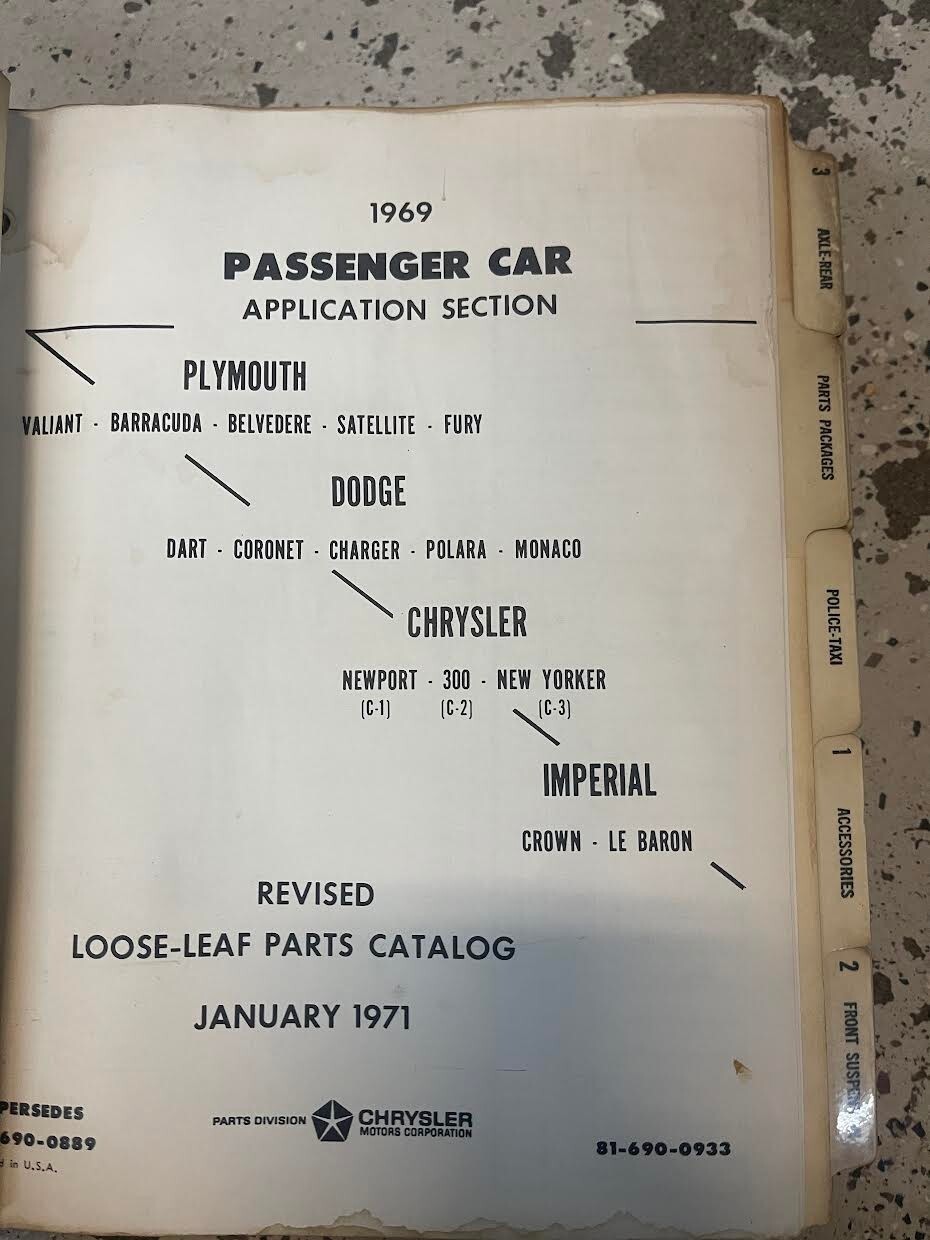 1969
PASSENGER CAR
APPLICATION SECTION
PLYMOUTH
VALIANT - BARRACUDA - BELVEDERE - SATELLITE - FURY
DODGE
DART - CORONET - CHARGER - POLARA - MONACO
CHRYSLER
NEWPORT - 300 - NEW YORKER
(C-1) (C-2) (C-3)
IMPERIAL
CROWN - LE BARON
REVISED
LOOSE-LEAF PARTS CATALOG
JANUARY 1971
PERSEDES
690-0889
in U.S.A.
PARTS DIVISION
CHRYSLER
MOTORS CORPORATION
81-690-0933
3 AXLE-REAR
PARTS PACKAGES
POLICE-TAXI
1 ACCESSORIES
2 FRONT